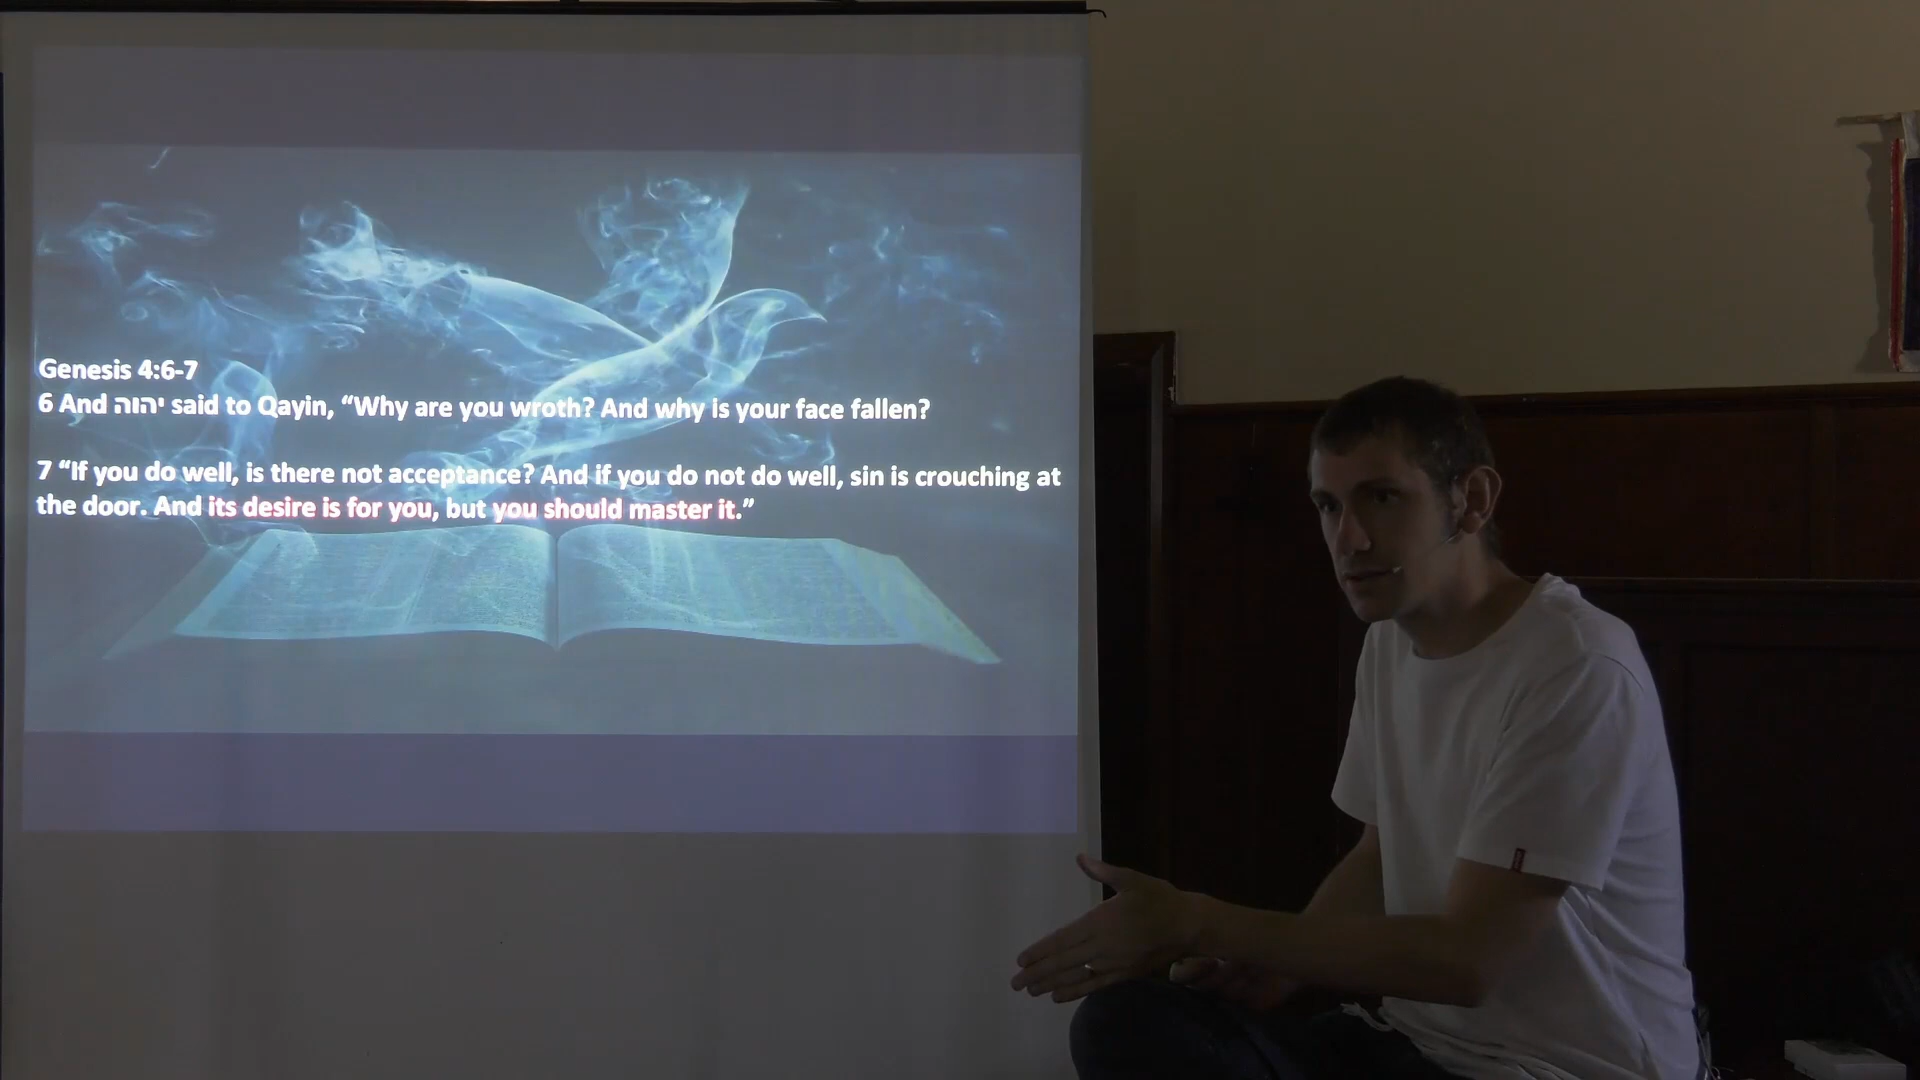 Genesis 4:6-7
6 And יהוה said to Qayin, “Why are you wroth? And why is your face fallen?
7 “If you do well, is there not acceptance? And if you do not do well, sin is crouching at
the door. And its desire is for you, but you should master it.”